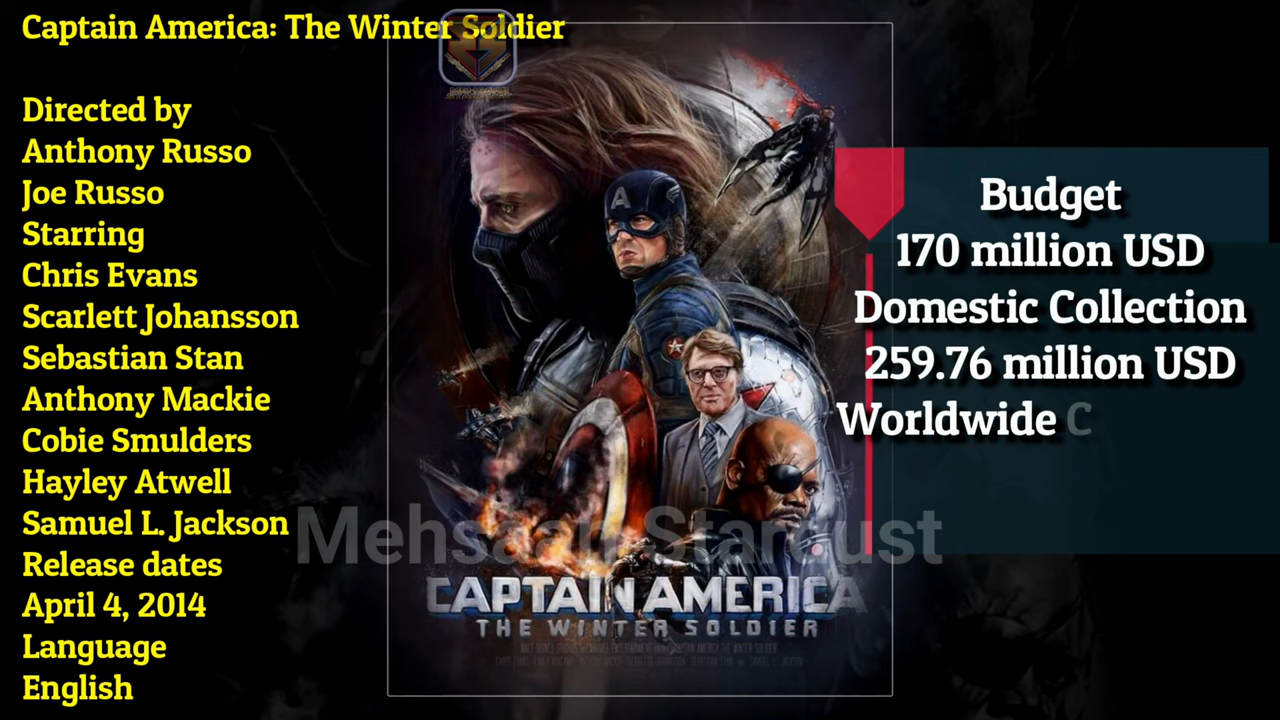 Captain America: The Winter Soldier
Directed by
Anthony Russo
Joe Russo
Starring
Chris Evans
Scarlett Johansson
Sebastian Stan
Anthony Mackie
Cobie Smulders
Hayley Atwell
Samuel L. Jackson
Release dates
April 4, 2014
Language
English
A
CAPTAIN AMERICA
THE WINTER SOLDIER
Mehsaan Stardust
Budget
170 million USD
Domestic Collection
259.76 million USD
Worldwide C